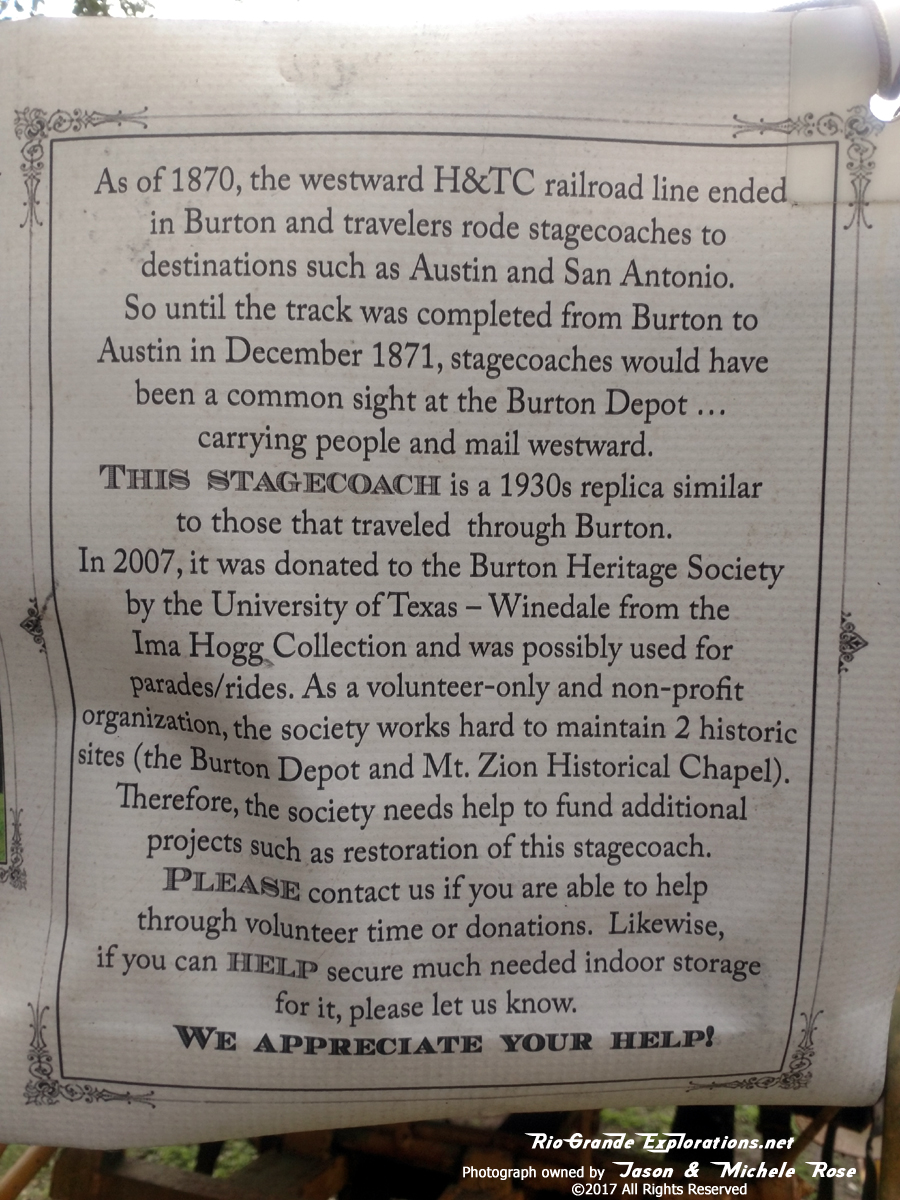 As of 1870, the westward H&TC railroad line ended
in Burton and travelers rode stagecoaches to
destinations such as Austin and San Antonio.
So until the track was completed from Burton to
Austin in December 1871, stagecoaches would have
been a common sight at the Burton Depot ...
carrying people and mail westward.
THIS STAGECOACH is a 1930s replica similar
to those that traveled through Burton.
In 2007, it was donated to the Burton Heritage Society
by the University of Texas – Winedale from the
Ima Hogg Collection and was possibly used for
parades/rides. As a volunteer-only and non-profit
organization, the society works hard to maintain 2 historic
sites (the Burton Depot and Mt. Zion Historical Chapel).
Therefore, the society needs help to fund additional
projects such as restoration of this stagecoach.
PLEASE contact us if you are able to help
through volunteer time or donations. Likewise,
if you can HELP secure much needed indoor storage
for it, please let us know.
WE APPRECIATE YOUR HELP!
Rio Grande Explorations.net
Photograph owned by Jason & Michele Rose
©2017 All Rights Reserved